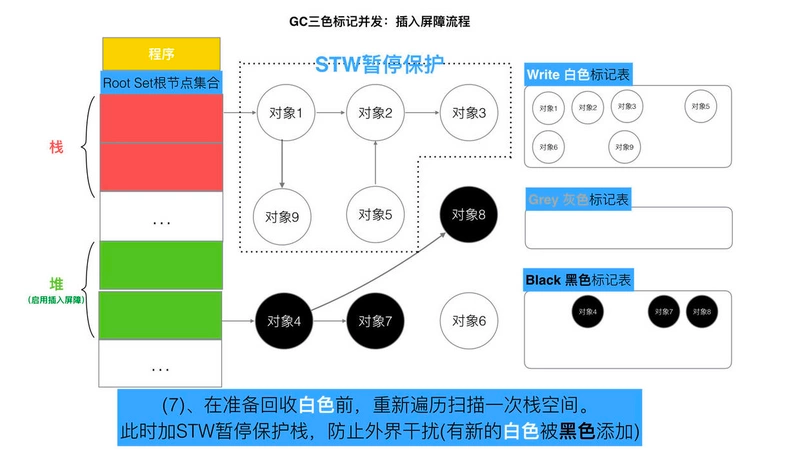 GC三色标记并发：插入屏障流程
程序
Root Set根节点集合
栈
...
堆
(启用插入屏障)
...
STW暂停保护
对象1
对象2
对象3
对象9
对象5
对象8
对象4
对象7
对象6
Write 白色标记表
对象1
对象2
对象3
对象5
对象6
对象9
Grey 灰色标记表
Black 黑色标记表
对象4
对象7
对象8
(7)、在准备回收白色前，重新遍历扫描一次栈空间。
此时加STW暂停保护栈，防止外界干扰(有新的白色被黑色添加)